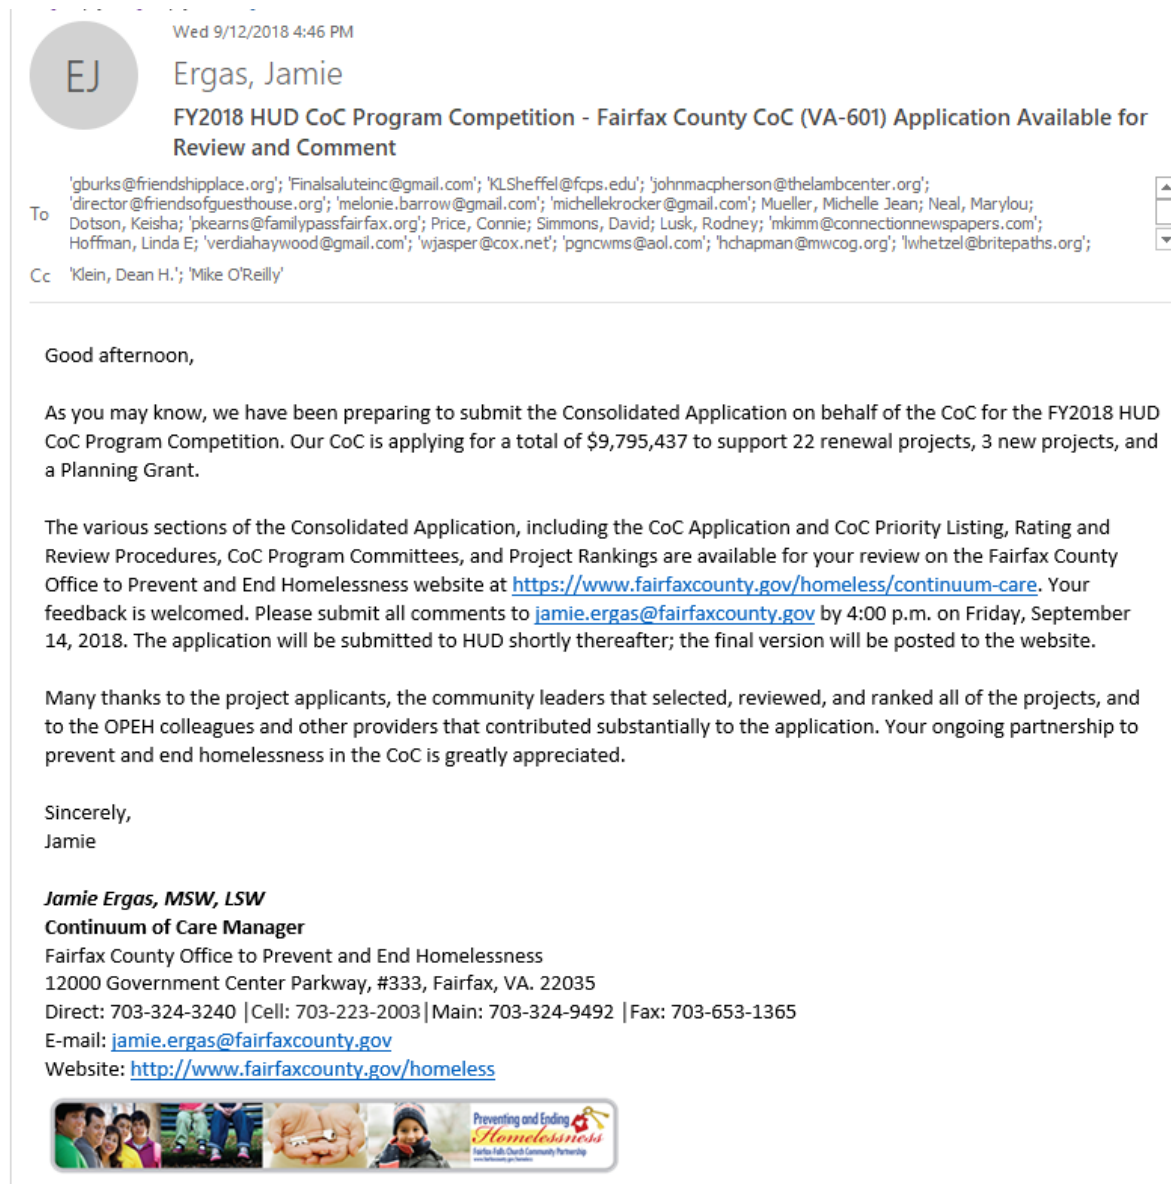 Wed 9/12/2018 4:46 PM
EJ
Ergas, Jamie
FY2018 HUD CoC Program Competition - Fairfax County CoC (VA-601) Application Available for
Review and Comment
To
'gburks@friendshipplace.org'; 'Finalsaluteinc@gmail.com'; 'KLSheffel@fcps.edu'; 'johnmacpherson@thelambcenter.org';
'director@friendsofguesthouse.org'; 'melonie.barrow@gmail.com'; 'michellekrocker@gmail.com'; Mueller, Michelle Jean; Neal, Marylou;
Dotson, Keisha; 'pkearns@familypassfairfax.org'; Price, Connie; Simmons, David; Lusk, Rodney; 'mkimm@connectionnewspapers.com';
Hoffman, Linda E; 'verdiahaywood@gmail.com'; 'wjasper@cox.net'; 'pgncwms@aol.com'; 'hchapman@mwcog.org'; 'lwhetzel@britepaths.org';
Cc 'Klein, Dean H.'; 'Mike O'Reilly'
Good afternoon,
As you may know, we have been preparing to submit the Consolidated Application on behalf of the CoC for the FY2018 HUD
CoC Program Competition. Our CoC is applying for a total of $9,795,437 to support 22 renewal projects, 3 new projects, and
a Planning Grant.
The various sections of the Consolidated Application, including the CoC Application and CoC Priority Listing, Rating and
Review Procedures, CoC Program Committees, and Project Rankings are available for your review on the Fairfax County
Office to Prevent and End Homelessness website at https://www.fairfaxcounty.gov/homeless/continuum-care. Your
feedback is welcomed. Please submit all comments to jamie.ergas@fairfaxcounty.gov by 4:00 p.m. on Friday, September
14, 2018. The application will be submitted to HUD shortly thereafter; the final version will be posted to the website.
Many thanks to the project applicants, the community leaders that selected, reviewed, and ranked all of the projects, and
to the OPEH colleagues and other providers that contributed substantially to the application. Your ongoing partnership to
prevent and end homelessness in the CoC is greatly appreciated.
Sincerely,
Jamie
Jamie Ergas, MSW, LSW
Continuum of Care Manager
Fairfax County Office to Prevent and End Homelessness
12000 Government Center Parkway, #333, Fairfax, VA. 22035
Direct: 703-324-3240 |Cell: 703-223-2003|Main: 703-324-9492 |Fax: 703-653-1365
E-mail: jamie.ergas@fairfaxcounty.gov
Website: http://www.fairfaxcounty.gov/homeless
Preventing and Ending
Homelessness
Fairfax-Falls Church Community Partnership